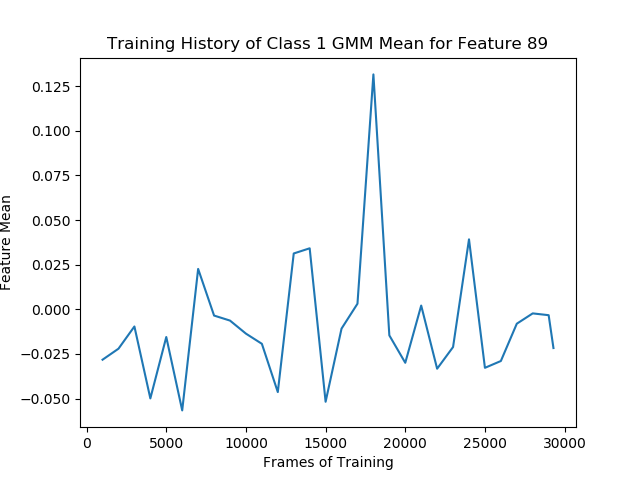 Training History of Class 1 GMM Mean for Feature 89
0.125
0.100
0.075
0.050
0.025
0.000
−0.025
−0.050
Feature Mean
0 5000 10000 15000 20000 25000 30000
Frames of Training